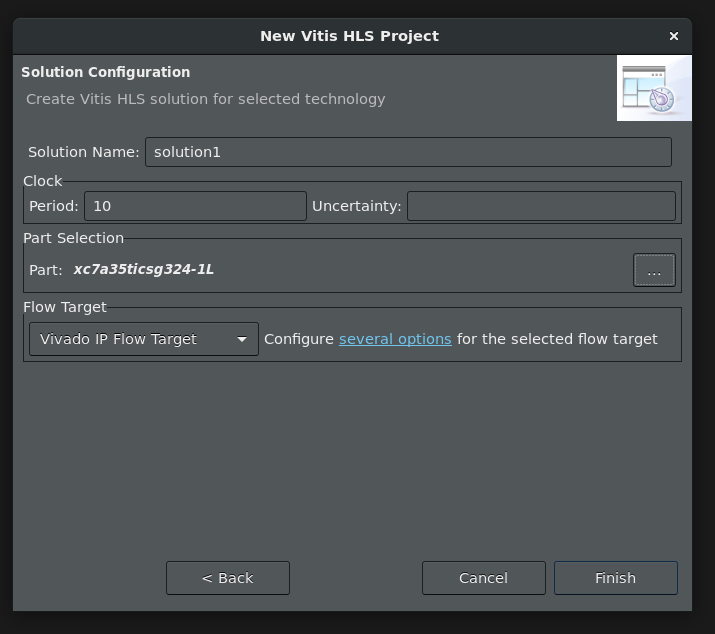 New Vitis HLS Project
Solution Configuration
Create Vitis HLS solution for selected technology
Solution Name: solution1
Clock
Period: 10 Uncertainty:
Part Selection
Part: xc7a35ticsg324-1L ...
Flow Target
Vivado IP Flow Target Configure several options for the selected flow target
< Back Cancel Finish